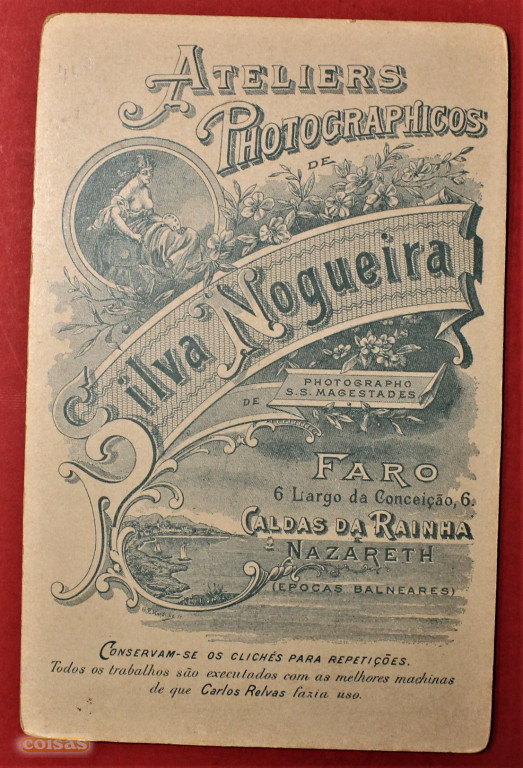 ATELIERS
PHOTOGRAPHICOS
DE
Silva Nogueira
PHOTOGRAPHO
DE S.S. MAGESTADES
FARO
6 Largo da Conceição, 6.
CALDAS DA RAINHA
E NAZARETH
(EPOCAS BALNEARES)
CONSERVAM-SE OS CLICHÉS PARA REPETIÇÕES.
Todos os trabalhos são executados com as melhores machinas
de que Carlos Relvas fazia uso.
coisas